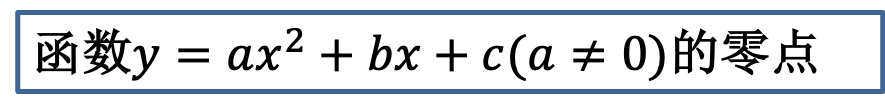 函数y = ax² + bx + c(a ≠ 0)的零点